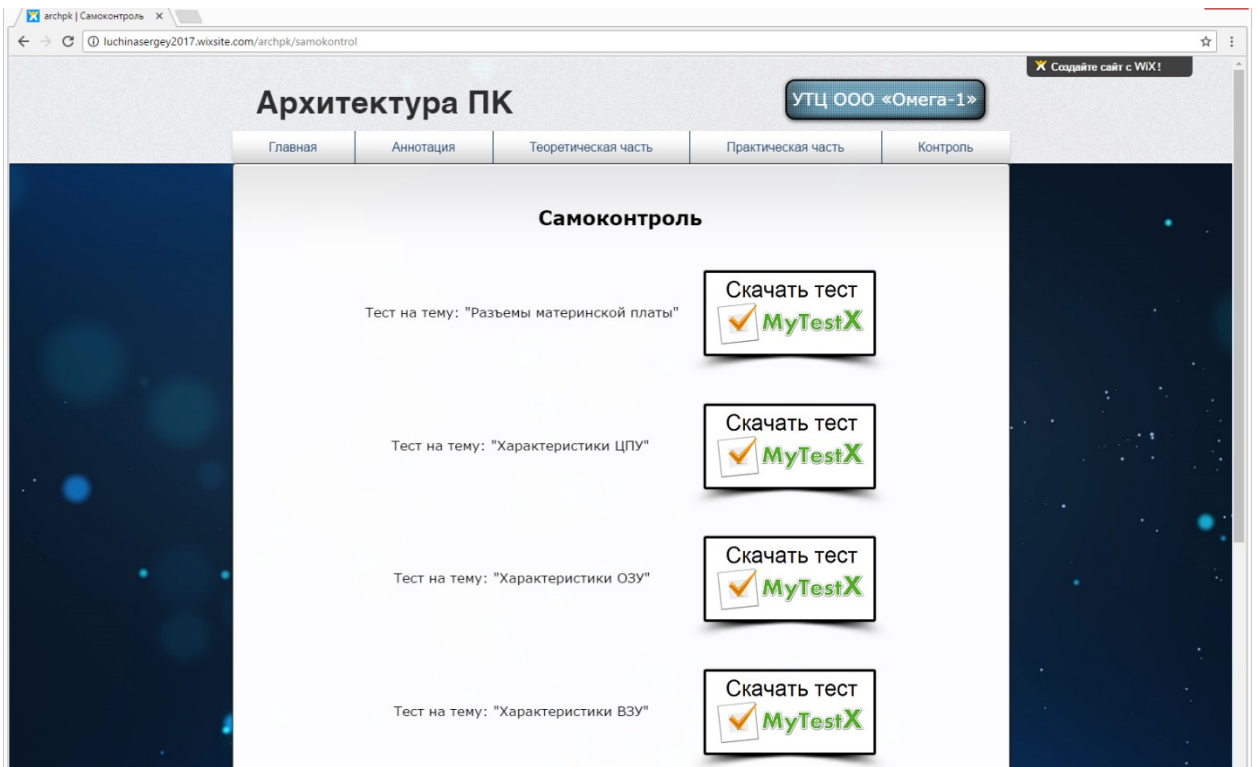 archpk | Самоконтроль
luchinasergey2017.wixsite.com/archpk/samokontrol
Создайте сайт с WiX!
Архитектура ПК
УТЦ ООО «Омега-1»
Главная Аннотация Теоретическая часть Практическая часть Контроль
Самоконтроль
Тест на тему: "Разъемы материнской платы"
Скачать тест
MyTestX
Тест на тему: "Характеристики ЦПУ"
Скачать тест
MyTestX
Тест на тему: "Характеристики ОЗУ"
Скачать тест
MyTestX
Тест на тему: "Характеристики ВЗУ"
Скачать тест
MyTestX